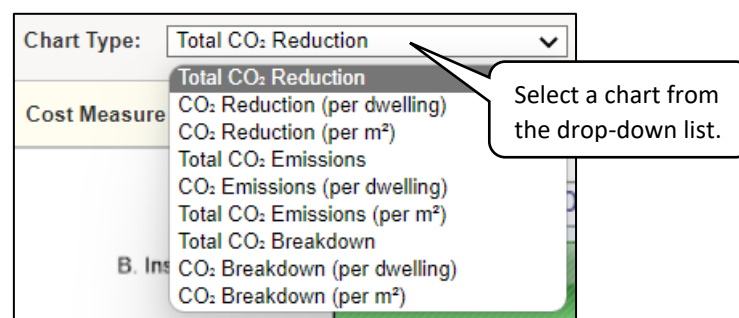 Chart Type: Total CO₂ Reduction
Total CO₂ Reduction
Cost Measure
CO₂ Reduction (per dwelling)
CO₂ Reduction (per m²)
Total CO₂ Emissions
CO₂ Emissions (per dwelling)
Total CO₂ Emissions (per m²)
Total CO₂ Breakdown
B. Ins
CO₂ Breakdown (per dwelling)
CO₂ Breakdown (per m²)
Select a chart from
the drop-down list.